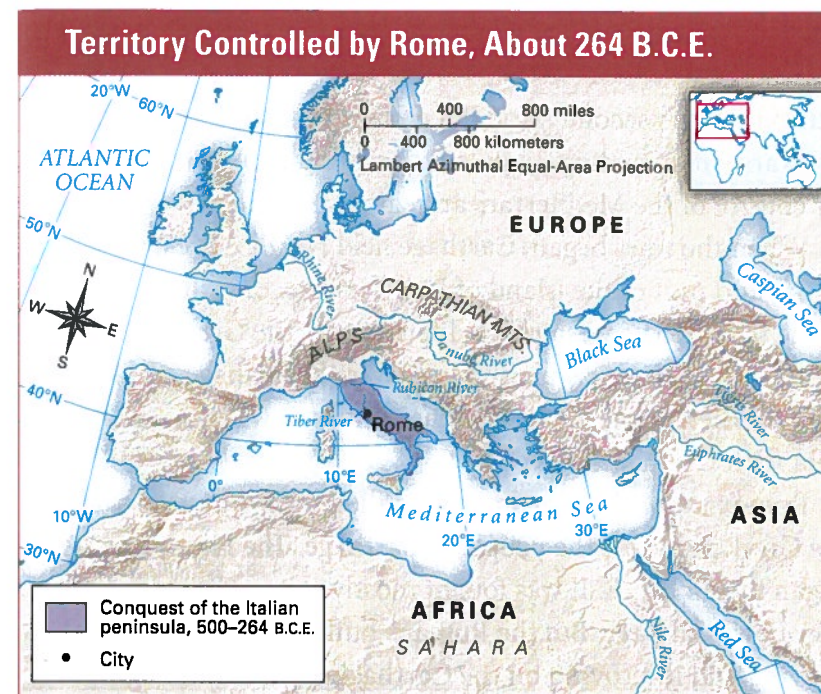 Territory Controlled by Rome, About 264 B.C.E.
20°W
60°N
0 400 800 miles
0 400 800 kilometers
Lambert Azimuthal Equal-Area Projection
ATLANTIC
OCEAN
EUROPE
50°N
Rhine River
CARPATHIAN MTS.
Caspian Sea
N
W
E
S
ALPS
Danube River
Black Sea
40°N
Rubicon River
Tigris River
Tiber River
Rome
Euphrates River
0°
10°E
Mediterranean Sea
ASIA
10°W
20°E
30°E
30°N
Conquest of the Italian
peninsula, 500–264 B.C.E.
City
AFRICA
SAHARA
Nile River
Red Sea